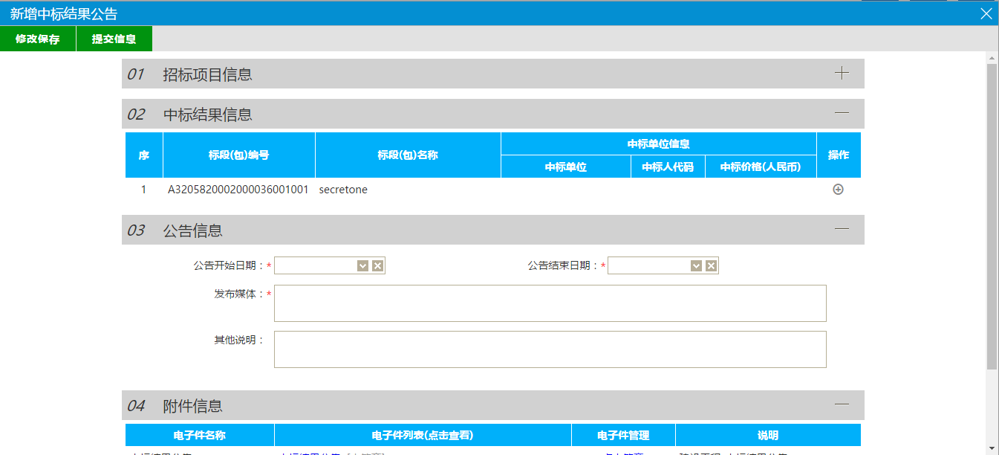 新增中标结果公告
修改保存 提交信息
01 招标项目信息
02 中标结果信息
序 标段(包)编号 标段(包)名称 中标单位信息 操作
中标单位 中标人代码 中标价格(人民币)
1 A3205820002000036001001 secretone
03 公告信息
公告开始日期：* 公告结束日期：*
发布媒体：*
其他说明：
04 附件信息
电子件名称 电子件列表(点击查看) 电子件管理 说明